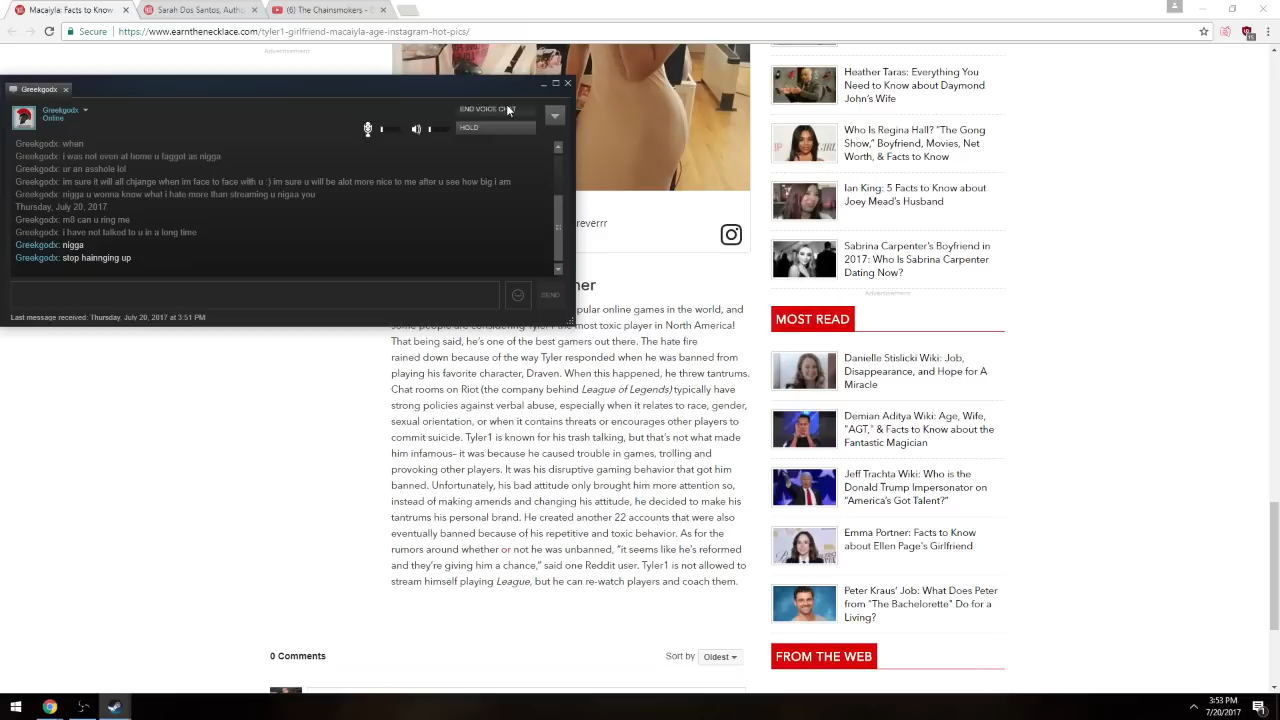 Macaiyla: Facts to Know
Sarah Dos Santos, Autho
(6) The Chainsmokers - C
Secure
https://www.earnthenecklace.com/tyler1-girlfriend-macaiyla-age-instagram-hot-pics/
Advertisement
Greekgodx
Greekgodx
Online
END VOICE CHAT
HOLD
Greekgodx: when
Greekgodx: i was not even at home u faggot as nigga
Greekgodx: ur an asshole lol
Greekgodx: im sure it will all chjange when im face to face with u ;) im sure u will be alot more nice to me after u see how big i am
Greekgodx: nigga u wonna know what i hate more than streaming u nigaa you
Thursday, July 20, 2017
Greekgodx: m8 can u ring me
Greekgodx: i have not talked to u in a long time
Greekgodx: nigga
Greekgodx: stop hainging up
SEND
Last message received: Thursday, July 20, 2017 at 3:51 PM
reverrr
ner
pular online games in the world, and
some people are considering Tyler1 the most toxic player in North America!
That being said, he's one of the best gamers out there. The hate fire
rained down because of the way Tyler responded when he was banned from
playing his favorite character, Draven. When this happened, he threw tantrums.
Chat rooms on Riot (the company behind League of Legends) typically have
strong policies against verbal abuse, especially when it relates to race, gender,
sexual orientation, or when it contains threats or encourages other players to
commit suicide. Tyler1 is known for his trash talking, but that's not what made
him infamous– it was because he caused trouble in games, trolling and
provoking other players. It was his disruptive gaming behavior that got him
banned. Unfortunately, his bad attitude only brought him more attention so,
instead of making amends and changing his attitude, he decided to make his
tantrums his personal brand. He created another 22 accounts that were also
eventually banned because of his repetitive and toxic behavior. As for the
rumors around whether or not he was unbanned, "it seems like he's reformed
and they're giving him a chance," said one Reddit user. Tyler1 is not allowed to
stream himself playing League, but he can re-watch players and coach them.
0 Comments
Sort by
Oldest
Heather Taras: Everything You
Need to Know about Daymond
John's Wife
Who Is Regina Hall? "The Gong
Show," Boyfriend, Movies, Net
Worth, & Facts to Know
Ian King: 5 Facts to Know about
Joey Mead's Husband
Sabrina Carpenter's Boyfriend in
2017: Who Is Sabrina Carpenter
Dating Now?
Advertisement
MOST READ
Danielle Stislicki Wiki: Job,
Disappearance, and Hope for A
Miracle
Demian Aditya Wiki: Age, Wife,
"AGT," & Facts to Know about the
Fantastic Magician
Jeff Trachta Wiki: Who is the
Donald Trump Impersonator on
"America's Got Talent?"
Emma Portner: Facts to Know
about Ellen Page's Girlfriend
Peter Kraus' Job: What Does Peter
from "The Bachelorette" Do for a
Living?
FROM THE WEB
3:53 PM
7/20/2017